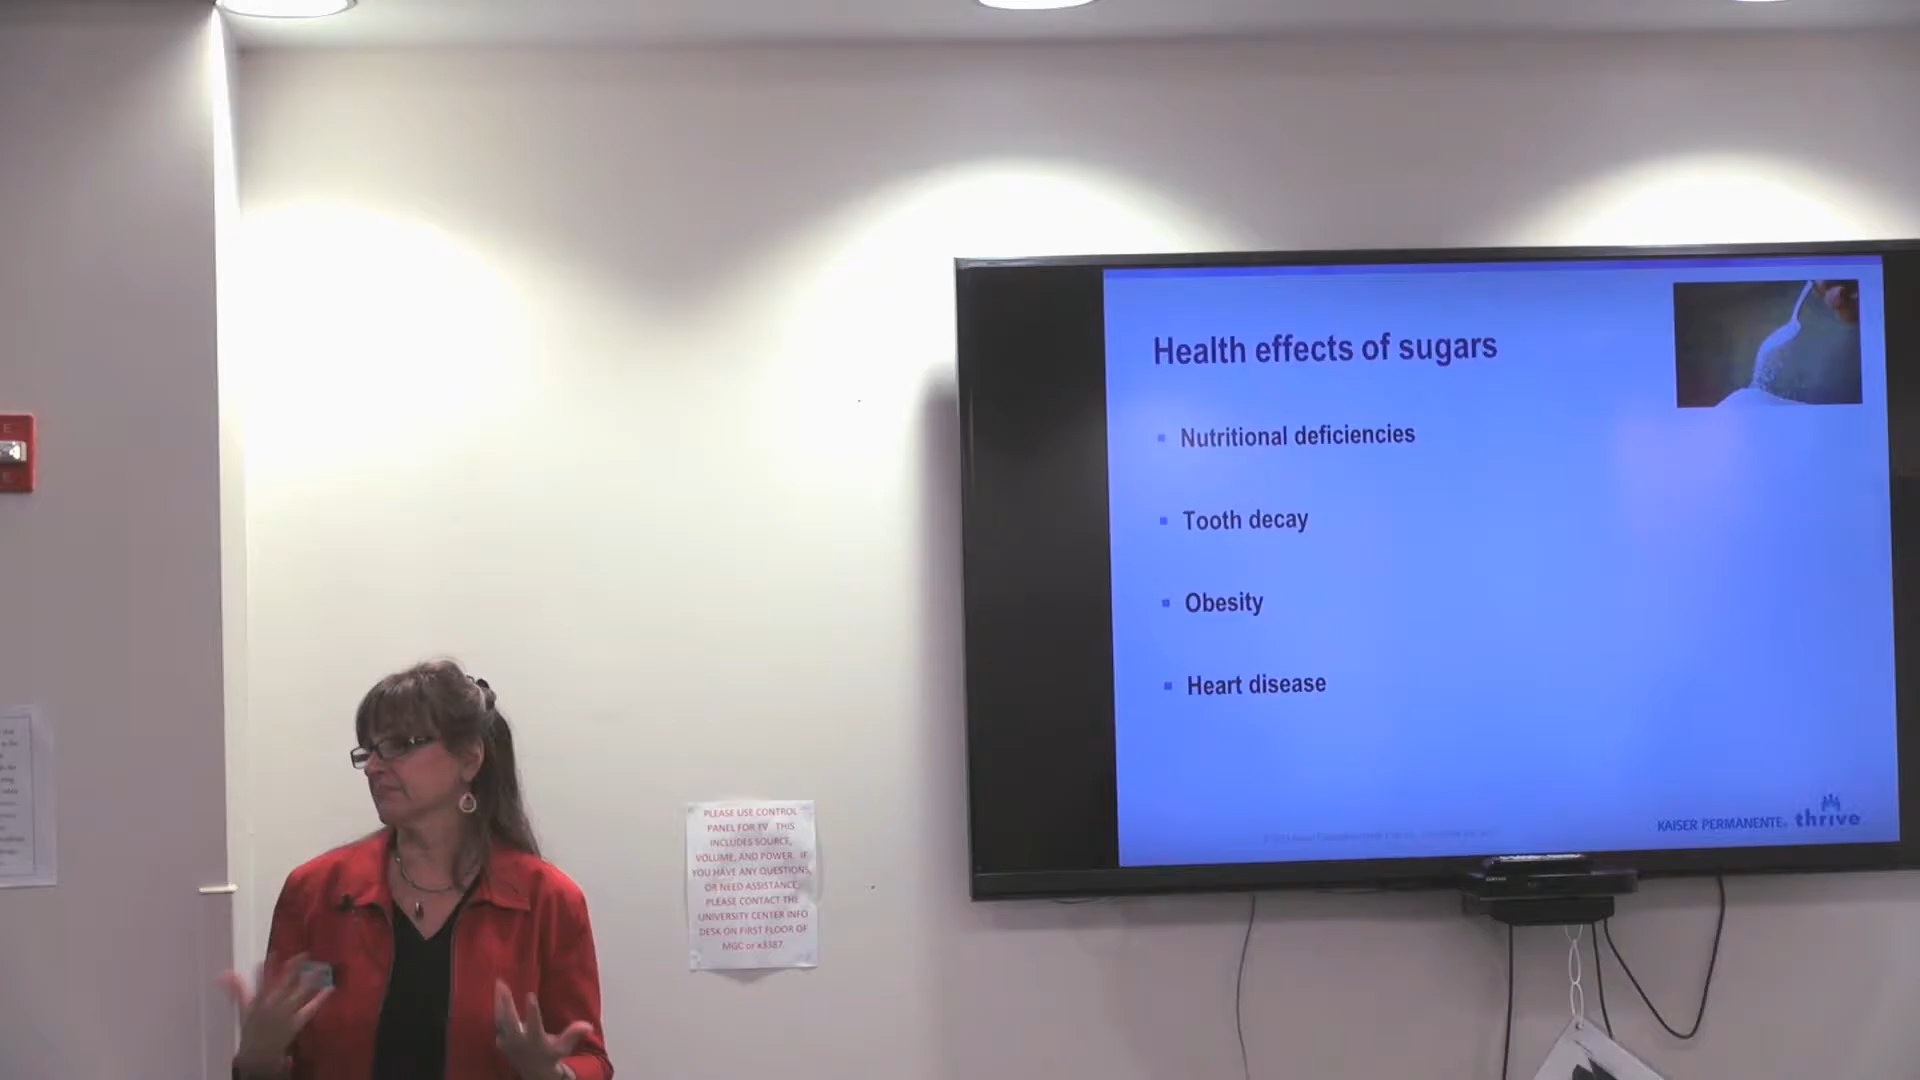 Health effects of sugars
Nutritional deficiencies
Tooth decay
Obesity
Heart disease
KAISER PERMANENTE. thrive
PLEASE USE CONTROL
PANEL FOR TV THIS
INCLUDES SOURCE,
VOLUME, AND POWER. IF
YOU HAVE ANY QUESTIONS
OR NEED ASSISTANCE,
PLEASE CONTACT THE
UNIVERSITY CENTER INFO
DESK ON FIRST FLOOR OF
MGC or x3387.